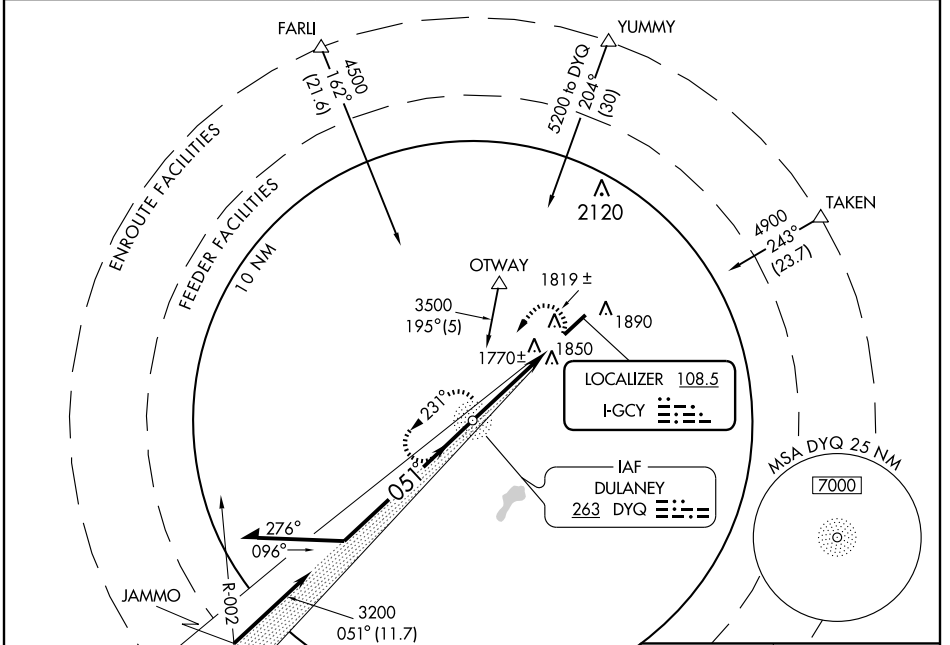 FARLI
YUMMY
4500
162°
(21.6)
5200 to DYQ
204°
(30)
ENROUTE FACILITIES
FEEDER FACILITIES
10 NM
2120
TAKEN
4900
243°
(23.7)
OTWAY
1819 ±
3500
195° (5)
1890
1770 ±
1850
LOCALIZER 108.5
I-GCY
231°
051°
IAF
DULANEY
263 DYQ
MSA DYQ 25 NM
7000
276°
096°
JAMMO
R-002
3200
051° (11.7)